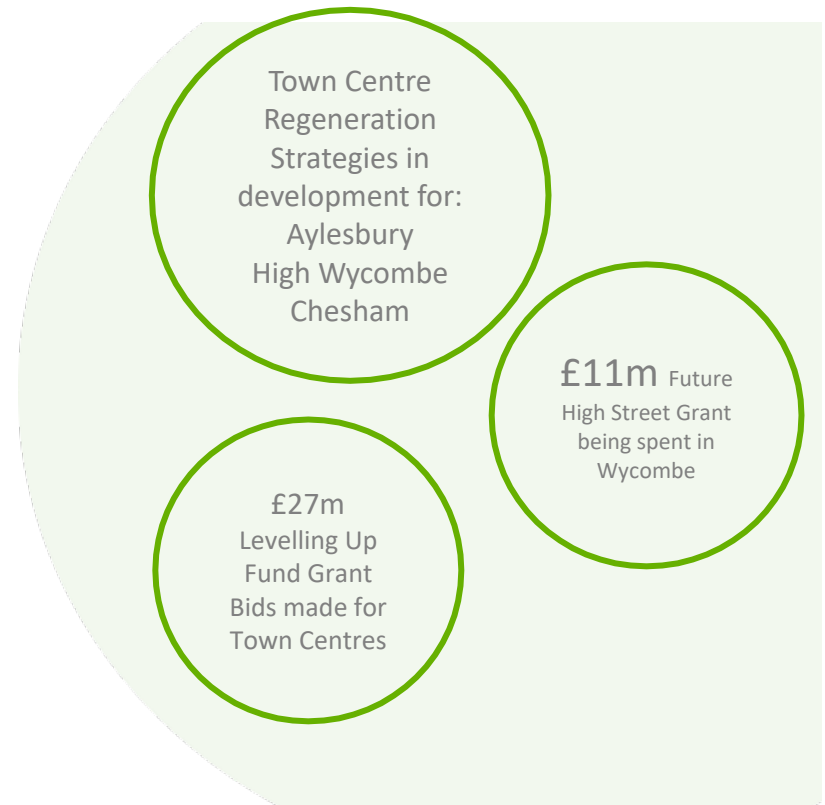 Town Centre
Regeneration
Strategies in
development for:
Aylesbury
High Wycombe
Chesham
£11m Future
High Street Grant
being spent in
Wycombe
£27m
Levelling Up
Fund Grant
Bids made for
Town Centres